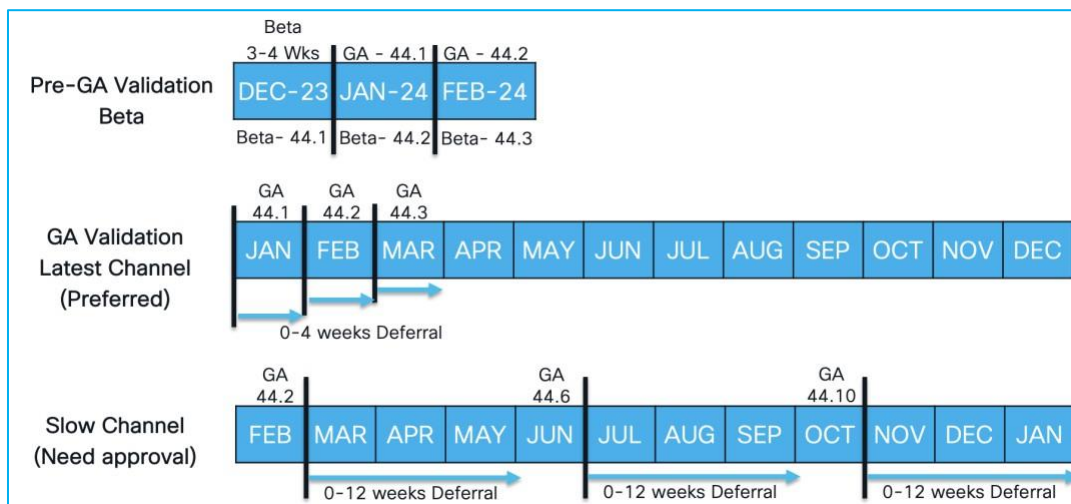 Beta
3-4 Wks GA - 44.1 GA - 44.2
Pre-GA Validation
Beta
DEC-23 JAN-24 FEB-24
Beta- 44.1 Beta- 44.2 Beta- 44.3
GA GA GA
44.1 44.2 44.3
GA Validation
Latest Channel
(Preferred)
JAN FEB MAR APR MAY JUN JUL AUG SEP OCT NOV DEC
0-4 weeks Deferral
GA GA GA
44.2 44.6 44.10
Slow Channel
(Need approval)
FEB MAR APR MAY JUN JUL AUG SEP OCT NOV DEC JAN
0-12 weeks Deferral 0-12 weeks Deferral 0-12 weeks Deferral